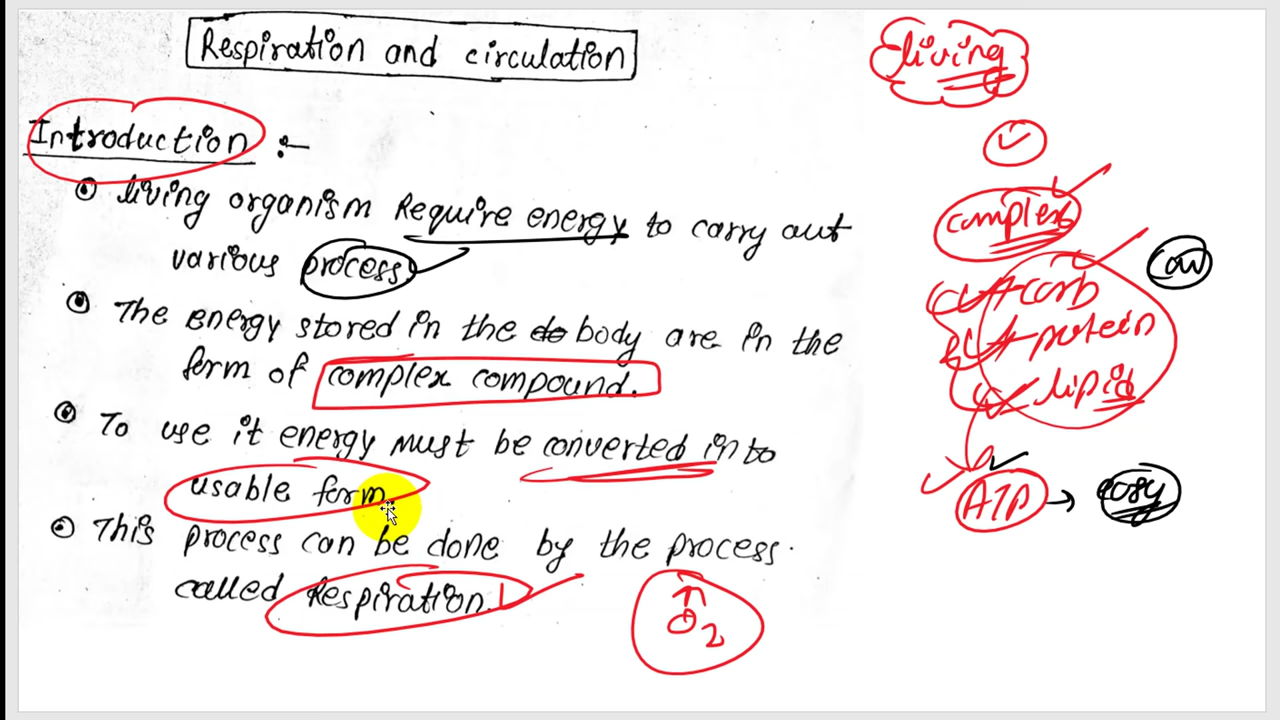 Respiration and circulation
Introduction :-
living organism Require energy to carry out
various process.
The energy stored in the body are in the
form of complex compound.
To use it energy must be converted into
usable form.
This process can be done by the process.
called Respiration.
O2
living
complex
carb
protein
lipid
ATP → easy